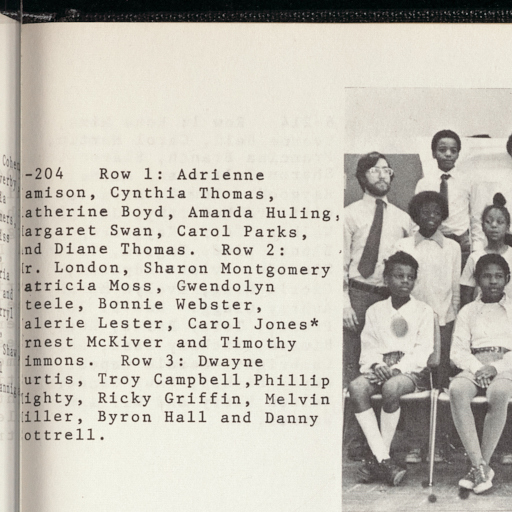 -204 Row 1: Adrienne
amison, Cynthia Thomas,
atherine Boyd, Amanda Huling,
argaret Swan, Carol Parks,
nd Diane Thomas. Row 2:
r. London, Sharon Montgomery
atricia Moss, Gwendolyn
teele, Bonnie Webster,
alerie Lester, Carol Jones*
rnest McKiver and Timothy
immons. Row 3: Dwayne
urtis, Troy Campbell,Phillip
ighty, Ricky Griffin, Melvin
iller, Byron Hall and Danny
ottrell.